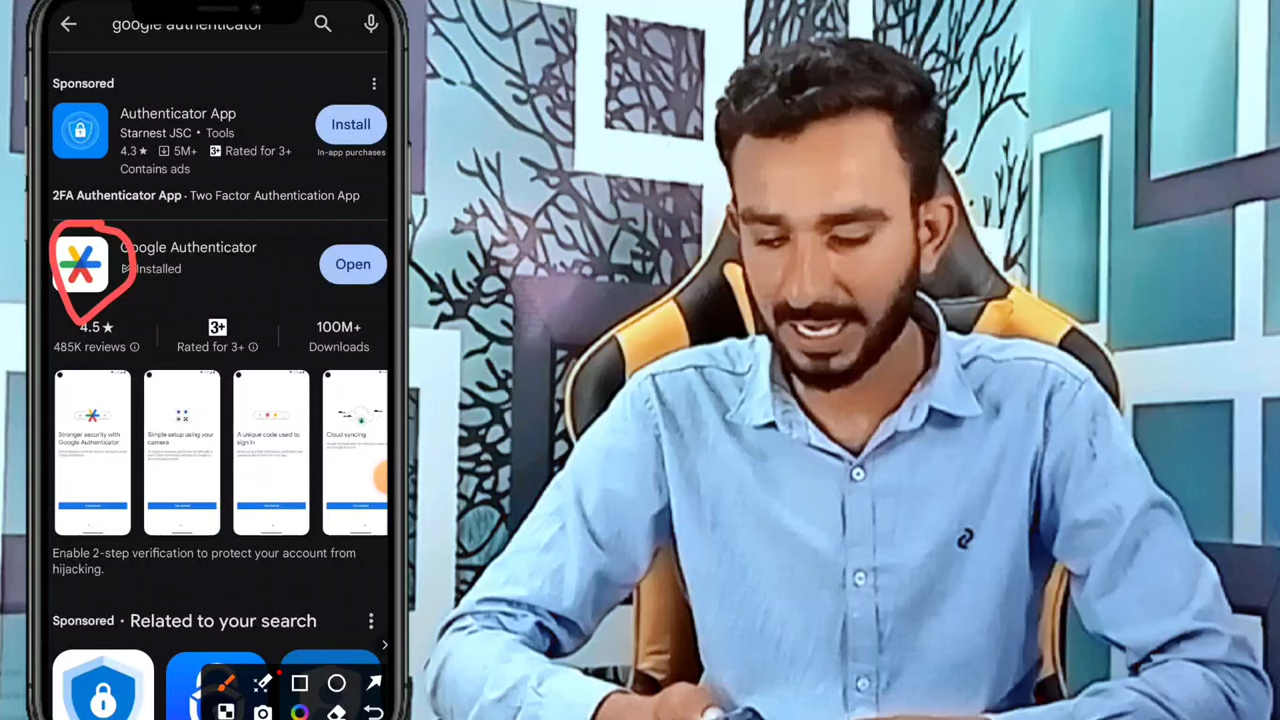 google authenticator
Sponsored
Authenticator App
Starnest JSC • Tools
4.3★ 5M+ 3+ Rated for 3+
Contains ads
Install
In-app purchases
2FA Authenticator App · Two Factor Authentication App
Google Authenticator
Installed
Open
4.5★
485K reviews
3+
Rated for 3+
100M+
Downloads
Stronger security with
Google Authenticator
Simple setup using your
camera
A unique code used to
sign in
Cloud syncing
Enable 2-step verification to protect your account from
hijacking.
Sponsored · Related to your search